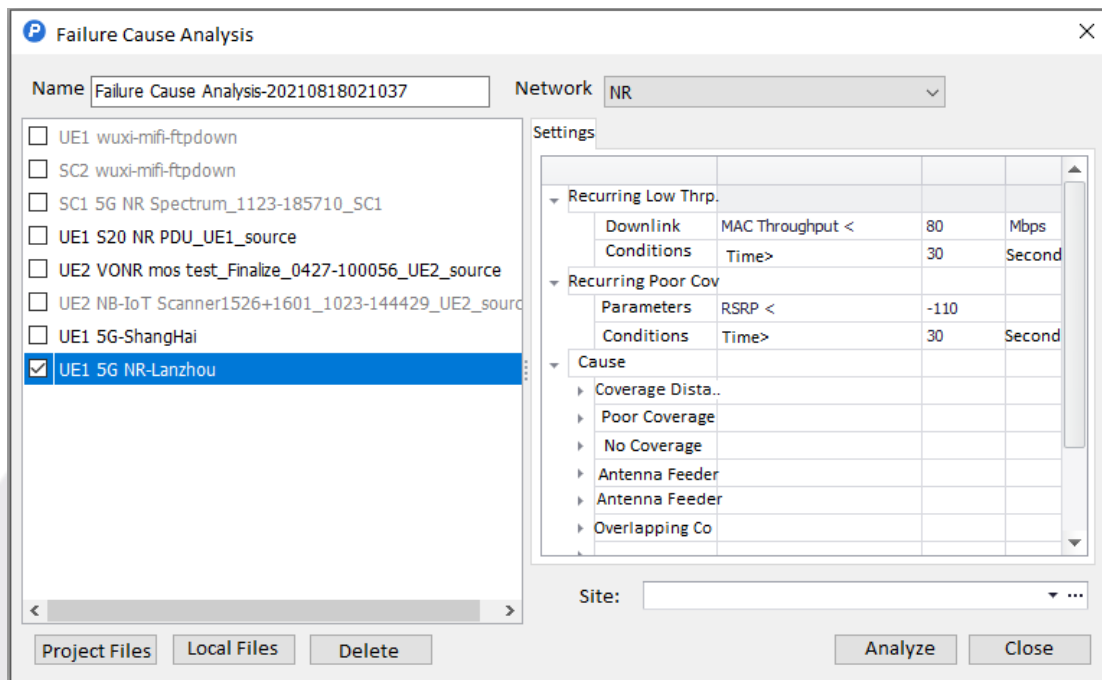 Failure Cause Analysis
Name Failure Cause Analysis-20210818021037 Network NR
UE1 wuxi-mifi-ftpdown
SC2 wuxi-mifi-ftpdown
SC1 5G NR Spectrum_1123-185710_SC1
UE1 S20 NR PDU_UE1_source
UE2 VONR mos test_Finalize_0427-100056_UE2_source
UE2 NB-IoT Scanner1526+1601_1023-144429_UE2_sourc
UE1 5G-ShangHai
UE1 5G NR-Lanzhou
Settings
Recurring Low Thrp.
Downlink MAC Throughput < 80 Mbps
Conditions Time> 30 Second
Recurring Poor Cov
Parameters RSRP < -110
Conditions Time> 30 Second
Cause
Coverage Dista..
Poor Coverage
No Coverage
Antenna Feeder
Antenna Feeder
Overlapping Co
Site:
Project Files Local Files Delete Analyze Close